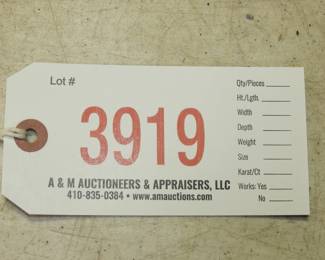 Lot #
3919
A & M AUCTIONEERS & APPRAISERS, LLC
410-835-0384 • www.amauctions.com
Qty/Pieces
Ht./Lgth.
Width
Depth
Weight
Size
Karat/Ct
Works: Yes
No